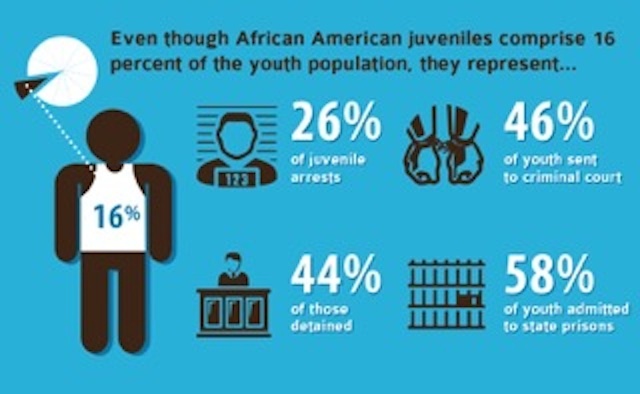 Even though African American juveniles comprise 16
percent of the youth population, they represent...
16%
26%
of juvenile
arrests
123
46%
of youth sent
to criminal court
44%
of those
detained
58%
of youth admitted
to state prisons